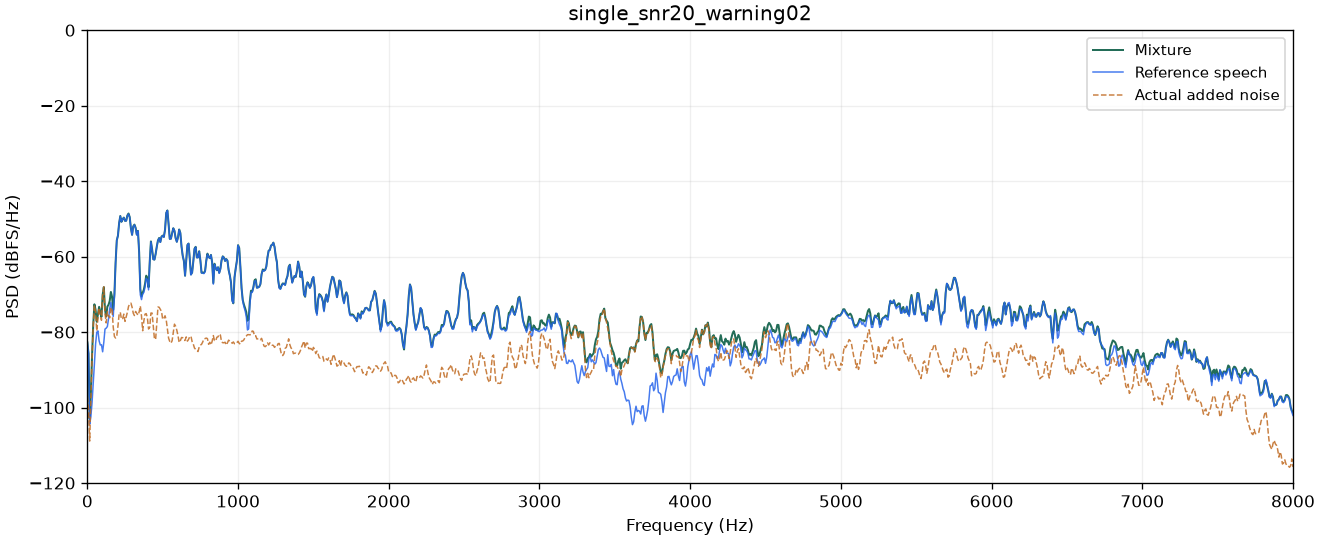 single_snr20_warning02
PSD (dBFS/Hz)
0
−20
−40
−60
−80
−100
−120
Mixture
Reference speech
Actual added noise
0 1000 2000 3000 4000 5000 6000 7000 8000
Frequency (Hz)